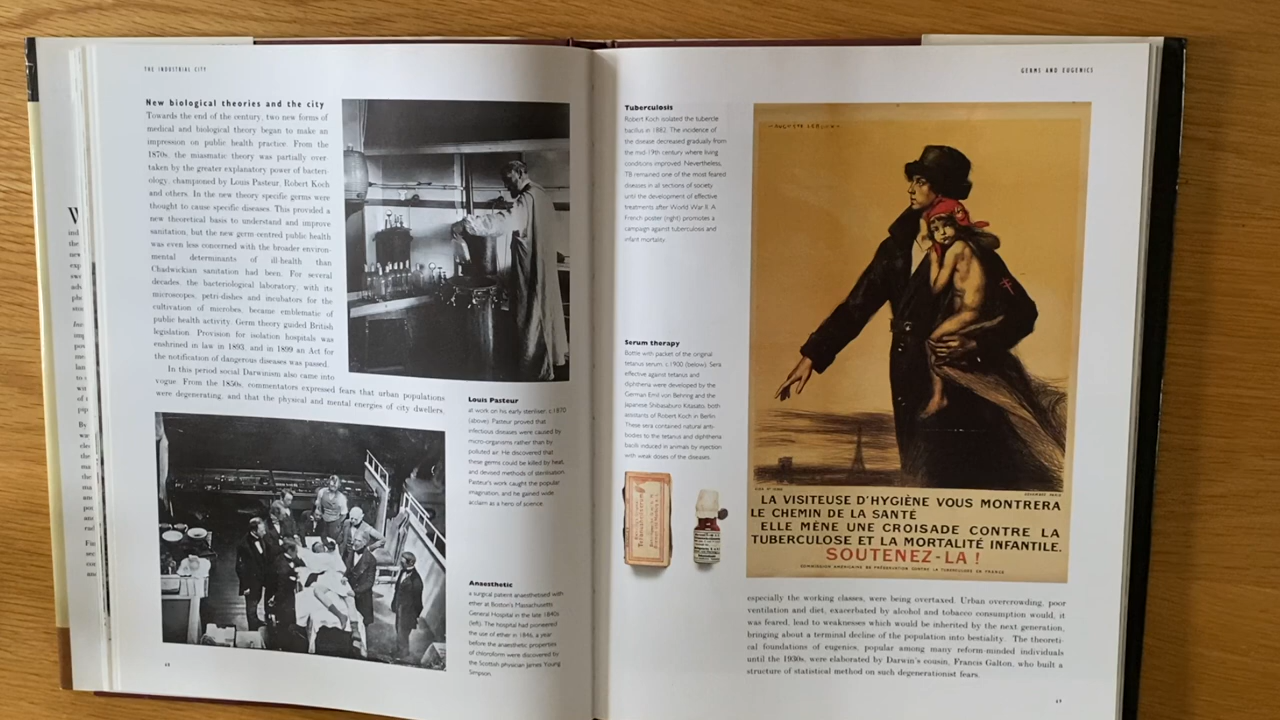 THE INDUSTRIAL CITY
New biological theories and the city
Towards the end of the century, two new forms of
medical and biological theory began to make an
impression on public health practice. From the
1870s, the miasmatic theory was partially over-
taken by the greater explanatory power of bacteri-
ology, championed by Louis Pasteur, Robert Koch
and others. In the new theory specific germs were
thought to cause specific diseases. This provided a
new theoretical basis to understand and improve
sanitation, but the new germ-centred public health
was even less concerned with the broader environ-
mental determinants of ill-health than
Chadwickian sanitation had been. For several
decades, the bacteriological laboratory, with its
microscopes, petri-dishes and incubators for the
cultivation of microbes, became emblematic of
public health activity. Germ theory guided British
legislation. Provision for isolation hospitals was
enshrined in law in 1893, and in 1899 an Act for
the notification of dangerous diseases was passed.
In this period social Darwinism also came into
vogue. From the 1850s, commentators expressed fears that urban populations
were degenerating, and that the physical and mental energies of city dwellers,
Louis Pasteur
at work on his early steriliser, c.1870
(above). Pasteur proved that
infectious diseases were caused by
micro-organisms rather than by
polluted air. He discovered that
these germs could be killed by heat,
and devised methods of sterilisation.
Pasteur's work caught the popular
imagination, and he gained wide
acclaim as a hero of science.
Anaesthetic
a surgical patient anaesthetised with
ether at Boston's Massachusetts
General Hospital in the late 1840s
(left). The hospital had pioneered
the use of ether in 1846, a year
before the anaesthetic properties
of chloroform were discovered by
the Scottish physician James Young
Simpson.
68
GERMS AND EUGENICS
Tuberculosis
Robert Koch isolated the tubercle
bacillus in 1882. The incidence of
the disease decreased gradually from
the mid-19th century where living
conditions improved. Nevertheless,
TB remained one of the most feared
diseases in all sections of society
until the development of effective
treatments after World War II. A
French poster (right) promotes a
campaign against tuberculosis and
infant mortality.
Serum therapy
Bottle with packet of the original
tetanus serum, c.1900 (below). Sera
effective against tetanus and
diphtheria were developed by the
German Emil von Behring and the
Japanese Shibasaburo Kitasato, both
assistants of Robert Koch in Berlin.
These sera contained natural anti-
bodies to the tetanus and diphtheria
bacilli induced in animals by injection
with weak doses of the diseases.
LA VISITEUSE D'HYGIÈNE VOUS MONTRERA
LE CHEMIN DE LA SANTÉ
ELLE MÈNE UNE CROISADE CONTRE LA
TUBERCULOSE ET LA MORTALITÉ INFANTILE.
SOUTENEZ-LA !
COMMISSION AMÉRICAINE DE PRÉSERVATION CONTRE LA TUBERCULOSE EN FRANCE
especially the working classes, were being overtaxed. Urban overcrowding, poor
ventilation and diet, exacerbated by alcohol and tobacco consumption would, it
was feared, lead to weaknesses which would be inherited by the next generation,
bringing about a terminal decline of the population into bestiality. The theoreti-
cal foundations of eugenics, popular among many reform-minded individuals
until the 1930s, were elaborated by Darwin's cousin, Francis Galton, who built a
structure of statistical method on such degenerationist fears.
69